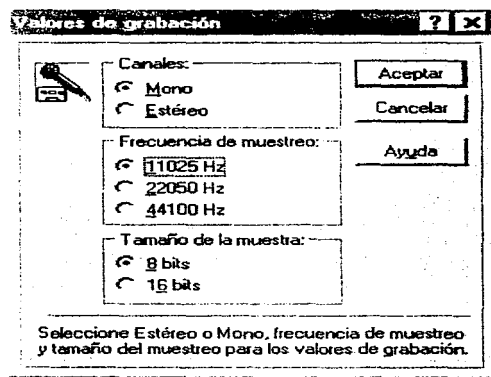 Valores de grabación
Canales:
Mono
Estéreo
Aceptar
Cancelar
Ayuda
Frecuencia de muestreo:
11025 Hz
22050 Hz
44100 Hz
Tamaño de la muestra:
8 bits
16 bits
Seleccione Estéreo o Mono, frecuencia de muestreo
y tamaño del muestreo para los valores de grabación.